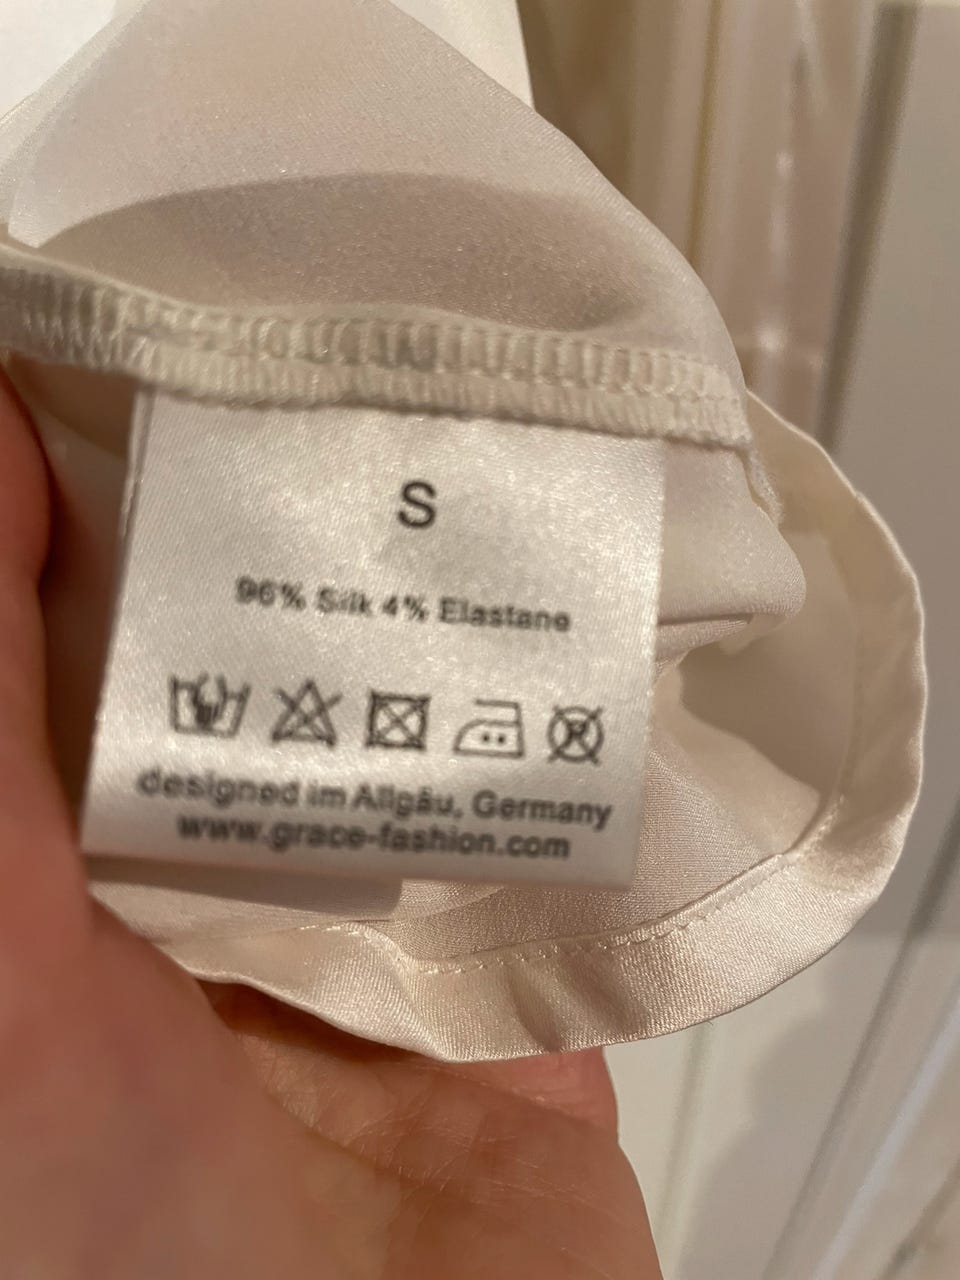 S
96% Silk 4% Elastane
designed im Allgäu, Germany
www.grace-fashion.com